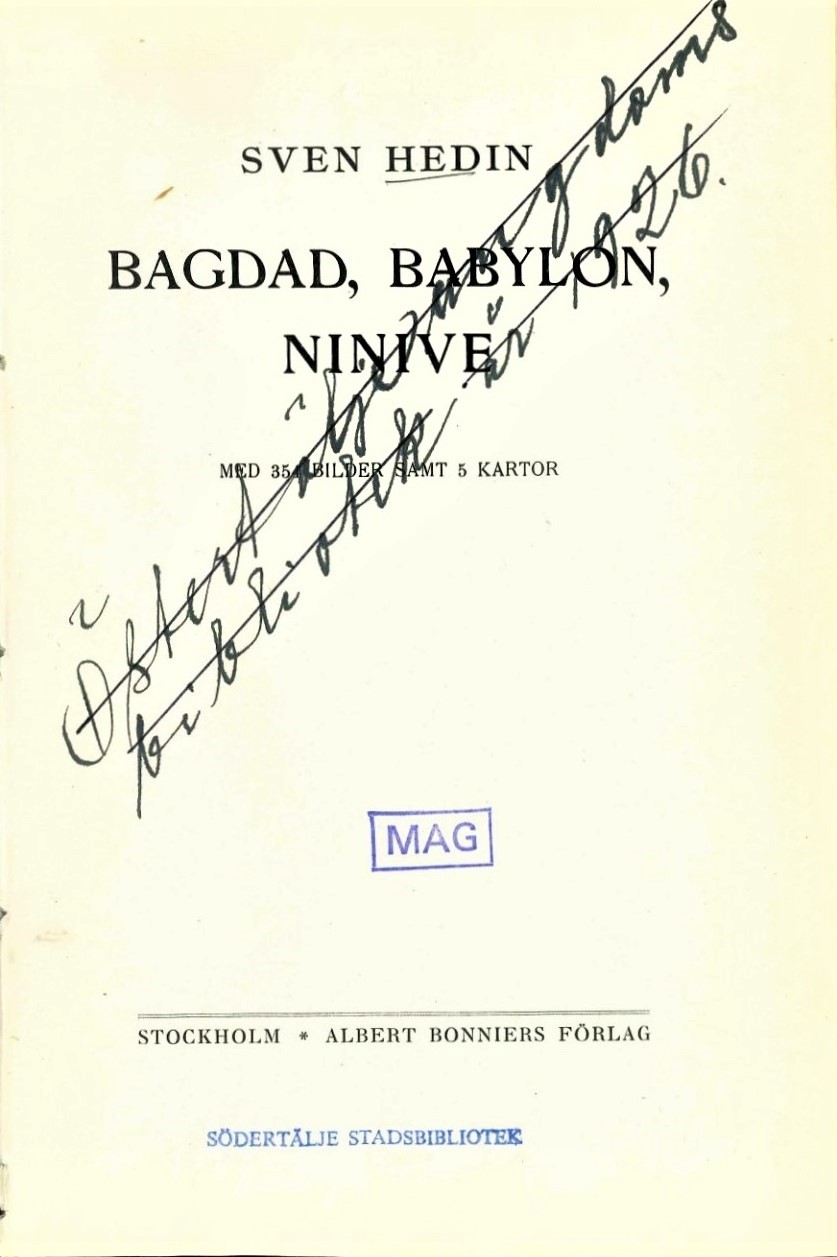 SVEN HEDIN
BAGDAD, BABYLON,
NINIVE
MED 354 BILDER SAMT 5 KARTOR
Östertälje ungdoms
bibliotek år 1926.
MAG
STOCKHOLM * ALBERT BONNIERS FÖRLAG
SÖDERTÄLJE STADSBIBLIOTEK